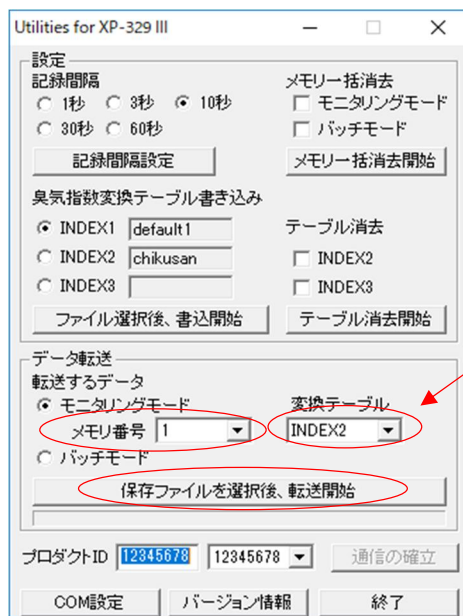 Utilities for XP-329 III
設定
記録間隔
1秒 3秒 10秒
30秒 60秒
記録間隔設定
メモリー括消去
モニタリングモード
バッチモード
メモリー括消去開始
臭気指数変換テーブル書き込み
INDEX1 default1
INDEX2 chikusan
INDEX3
ファイル選択後、書込開始
テーブル消去
INDEX2
INDEX3
テーブル消去開始
データ転送
転送するデータ
モニタリングモード
メモリ番号 1
バッチモード
変換テーブル
INDEX2
保存ファイルを選択後、転送開始
プロダクトID 12345678 12345678 通信の確立
COM設定 バージョン情報 終了